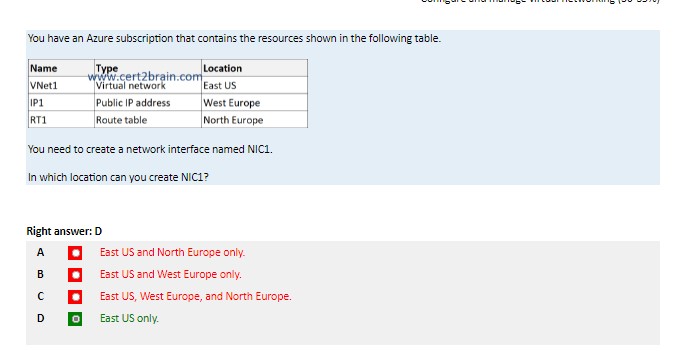 You have an Azure subscription that contains the resources shown in the following table.
Name Type Location
www.cert2brain.com
VNet1 Virtual network East US
IP1 Public IP address West Europe
RT1 Route table North Europe
You need to create a network interface named NIC1.
In which location can you create NIC1?
Right answer: D
A East US and North Europe only.
B East US and West Europe only.
C East US, West Europe, and North Europe.
D East US only.